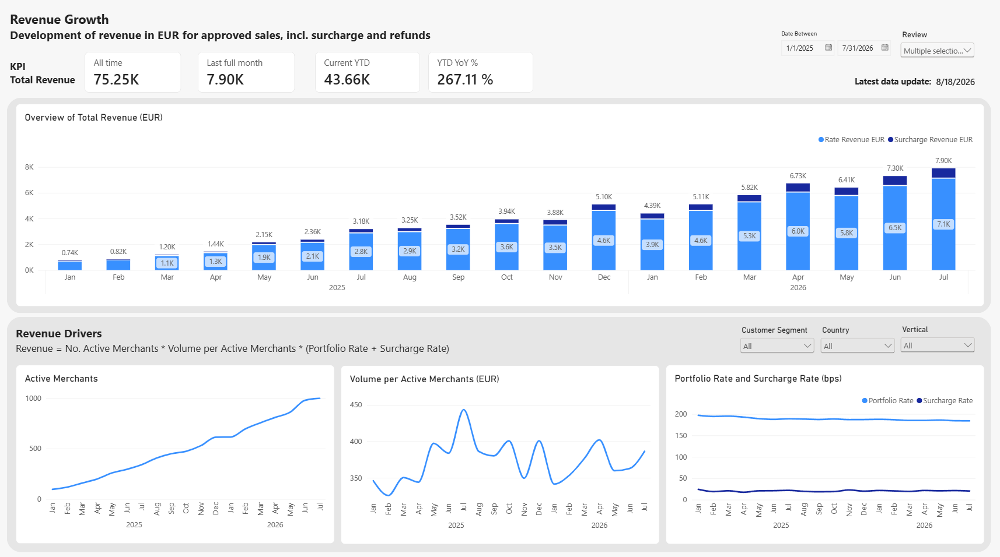 Revenue Growth
Development of revenue in EUR for approved sales, incl. surcharge and refunds
Date Between
Review
1/1/2025
7/31/2026
Multiple selectio...
KPI
Total Revenue
All time
75.25K
Last full month
7.90K
Current YTD
43.66K
YTD YoY %
267.11 %
Latest data update: 8/18/2026
Overview of Total Revenue (EUR)
Rate Revenue EUR Surcharge Revenue EUR
8K
6K
4K
2K
0K
0.74K 0.82K 1.20K 1.44K 2.15K 2.36K 3.18K 3.25K 3.52K 3.94K 3.88K 5.10K 4.39K 5.11K 5.82K 6.73K 6.41K 7.30K 7.90K
1.1K 1.3K 1.9K 2.1K 2.8K 2.9K 3.2K 3.6K 3.5K 4.6K 3.9K 4.6K 5.3K 6.0K 5.8K 6.5K 7.1K
Jan Feb Mar Apr May Jun Jul Aug Sep Oct Nov Dec Jan Feb Mar Apr May Jun Jul
2025 2026
Revenue Drivers
Revenue = No. Active Merchants * Volume per Active Merchants * (Portfolio Rate + Surcharge Rate)
Customer Segment
All
Country
All
Vertical
All
Active Merchants
1000
500
0
Jan Feb Mar Apr May Jun Jul Aug Sep Oct Nov Dec Jan Feb Mar Apr May Jun Jul
2025 2026
Volume per Active Merchants (EUR)
450
400
350
Jan Feb Mar Apr May Jun Jul Aug Sep Oct Nov Dec Jan Feb Mar Apr May Jun Jul
2025 2026
Portfolio Rate and Surcharge Rate (bps)
Portfolio Rate Surcharge Rate
200
150
100
50
0
Jan Feb Mar Apr May Jun Jul Aug Sep Oct Nov Dec Jan Feb Mar Apr May Jun Jul
2025 2026